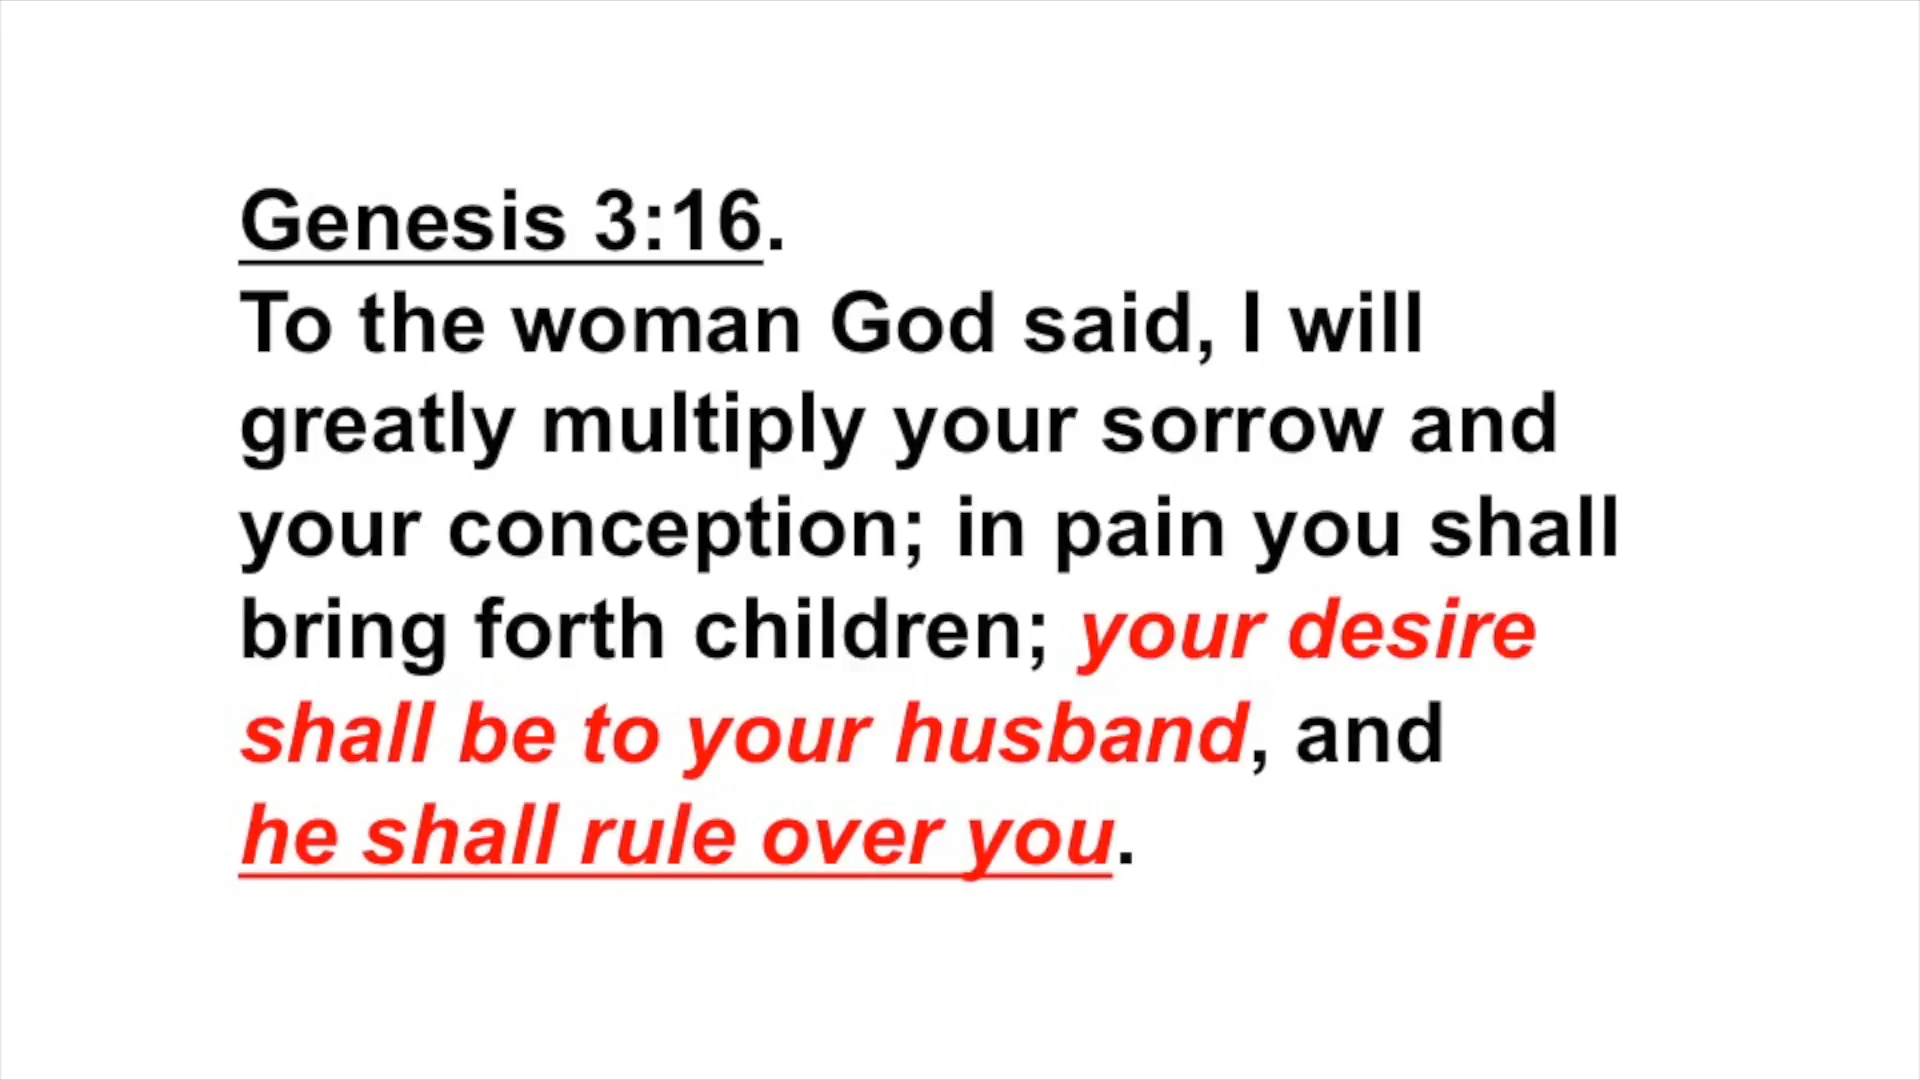 Genesis 3:16.
To the woman God said, I will
greatly multiply your sorrow and
your conception; in pain you shall
bring forth children; your desire
shall be to your husband, and
he shall rule over you.